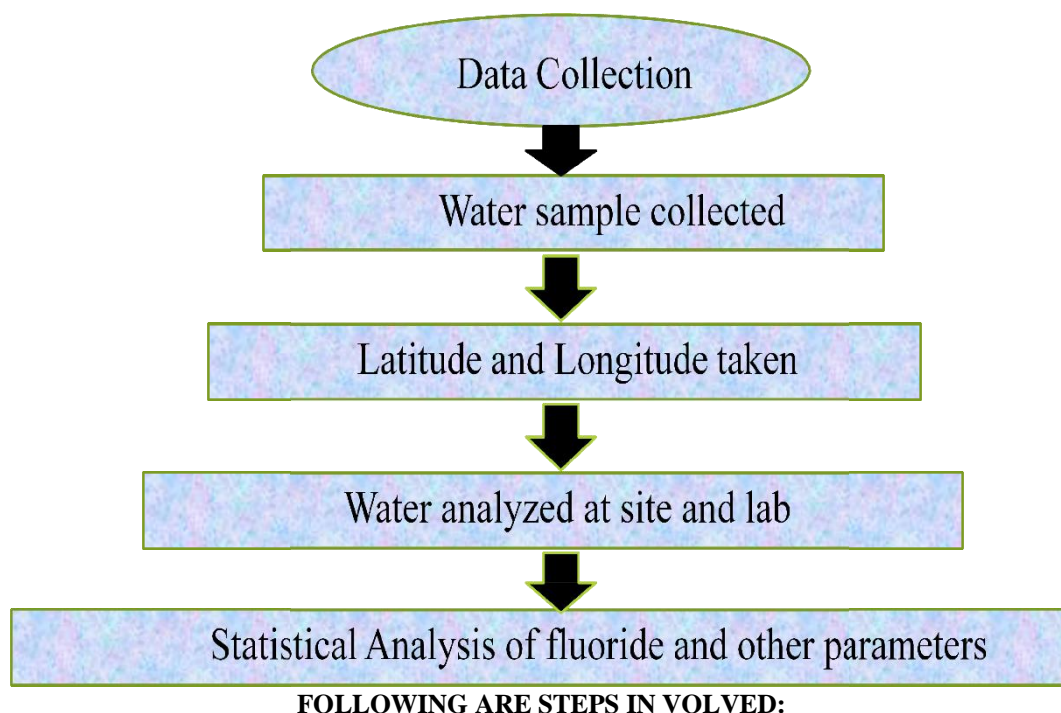 Data Collection
Water sample collected
Latitude and Longitude taken
Water analyzed at site and lab
Statistical Analysis of fluoride and other parameters
FOLLOWING ARE STEPS IN VOLVED: